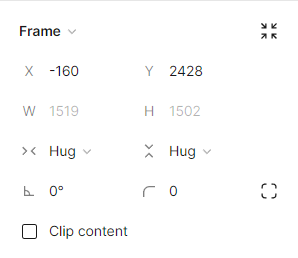 Frame
X -160 Y 2428
W 1519 H 1502
Hug Hug
0° 0
Clip content